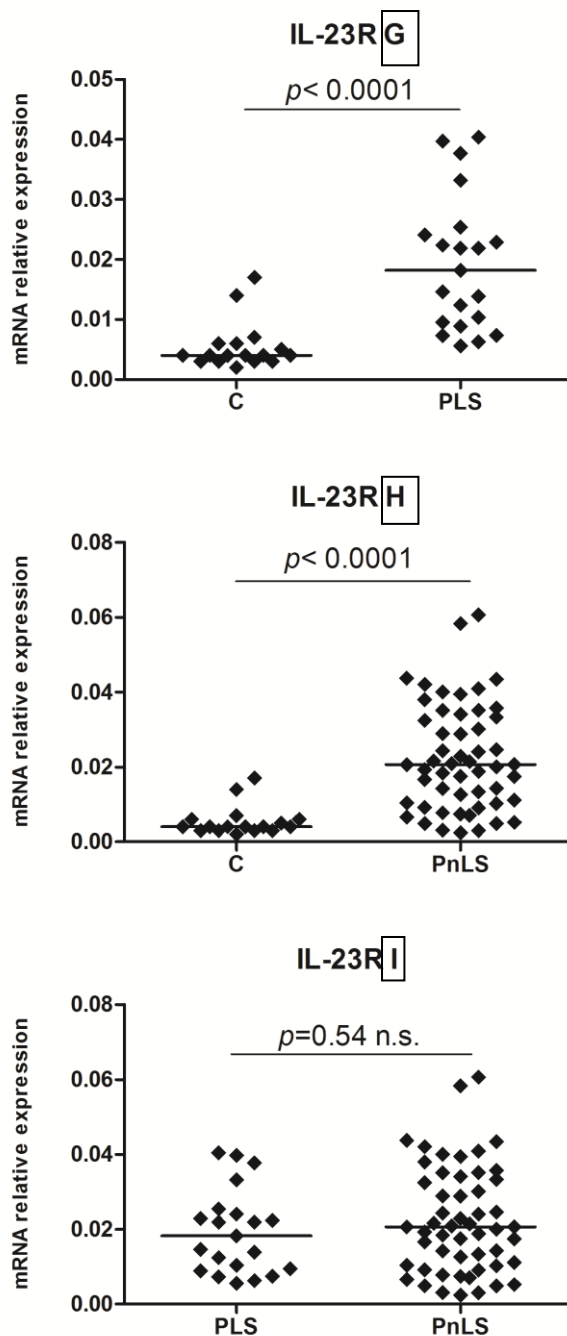 IL-23R G
mRNA relative expression
0.05
0.04
0.03
0.02
0.01
0.00
p< 0.0001
C
PLS
IL-23R H
mRNA relative expression
0.08
0.06
0.04
0.02
0.00
p< 0.0001
C
PnLS
IL-23R I
mRNA relative expression
0.08
0.06
0.04
0.02
0.00
p=0.54 n.s.
PLS
PnLS